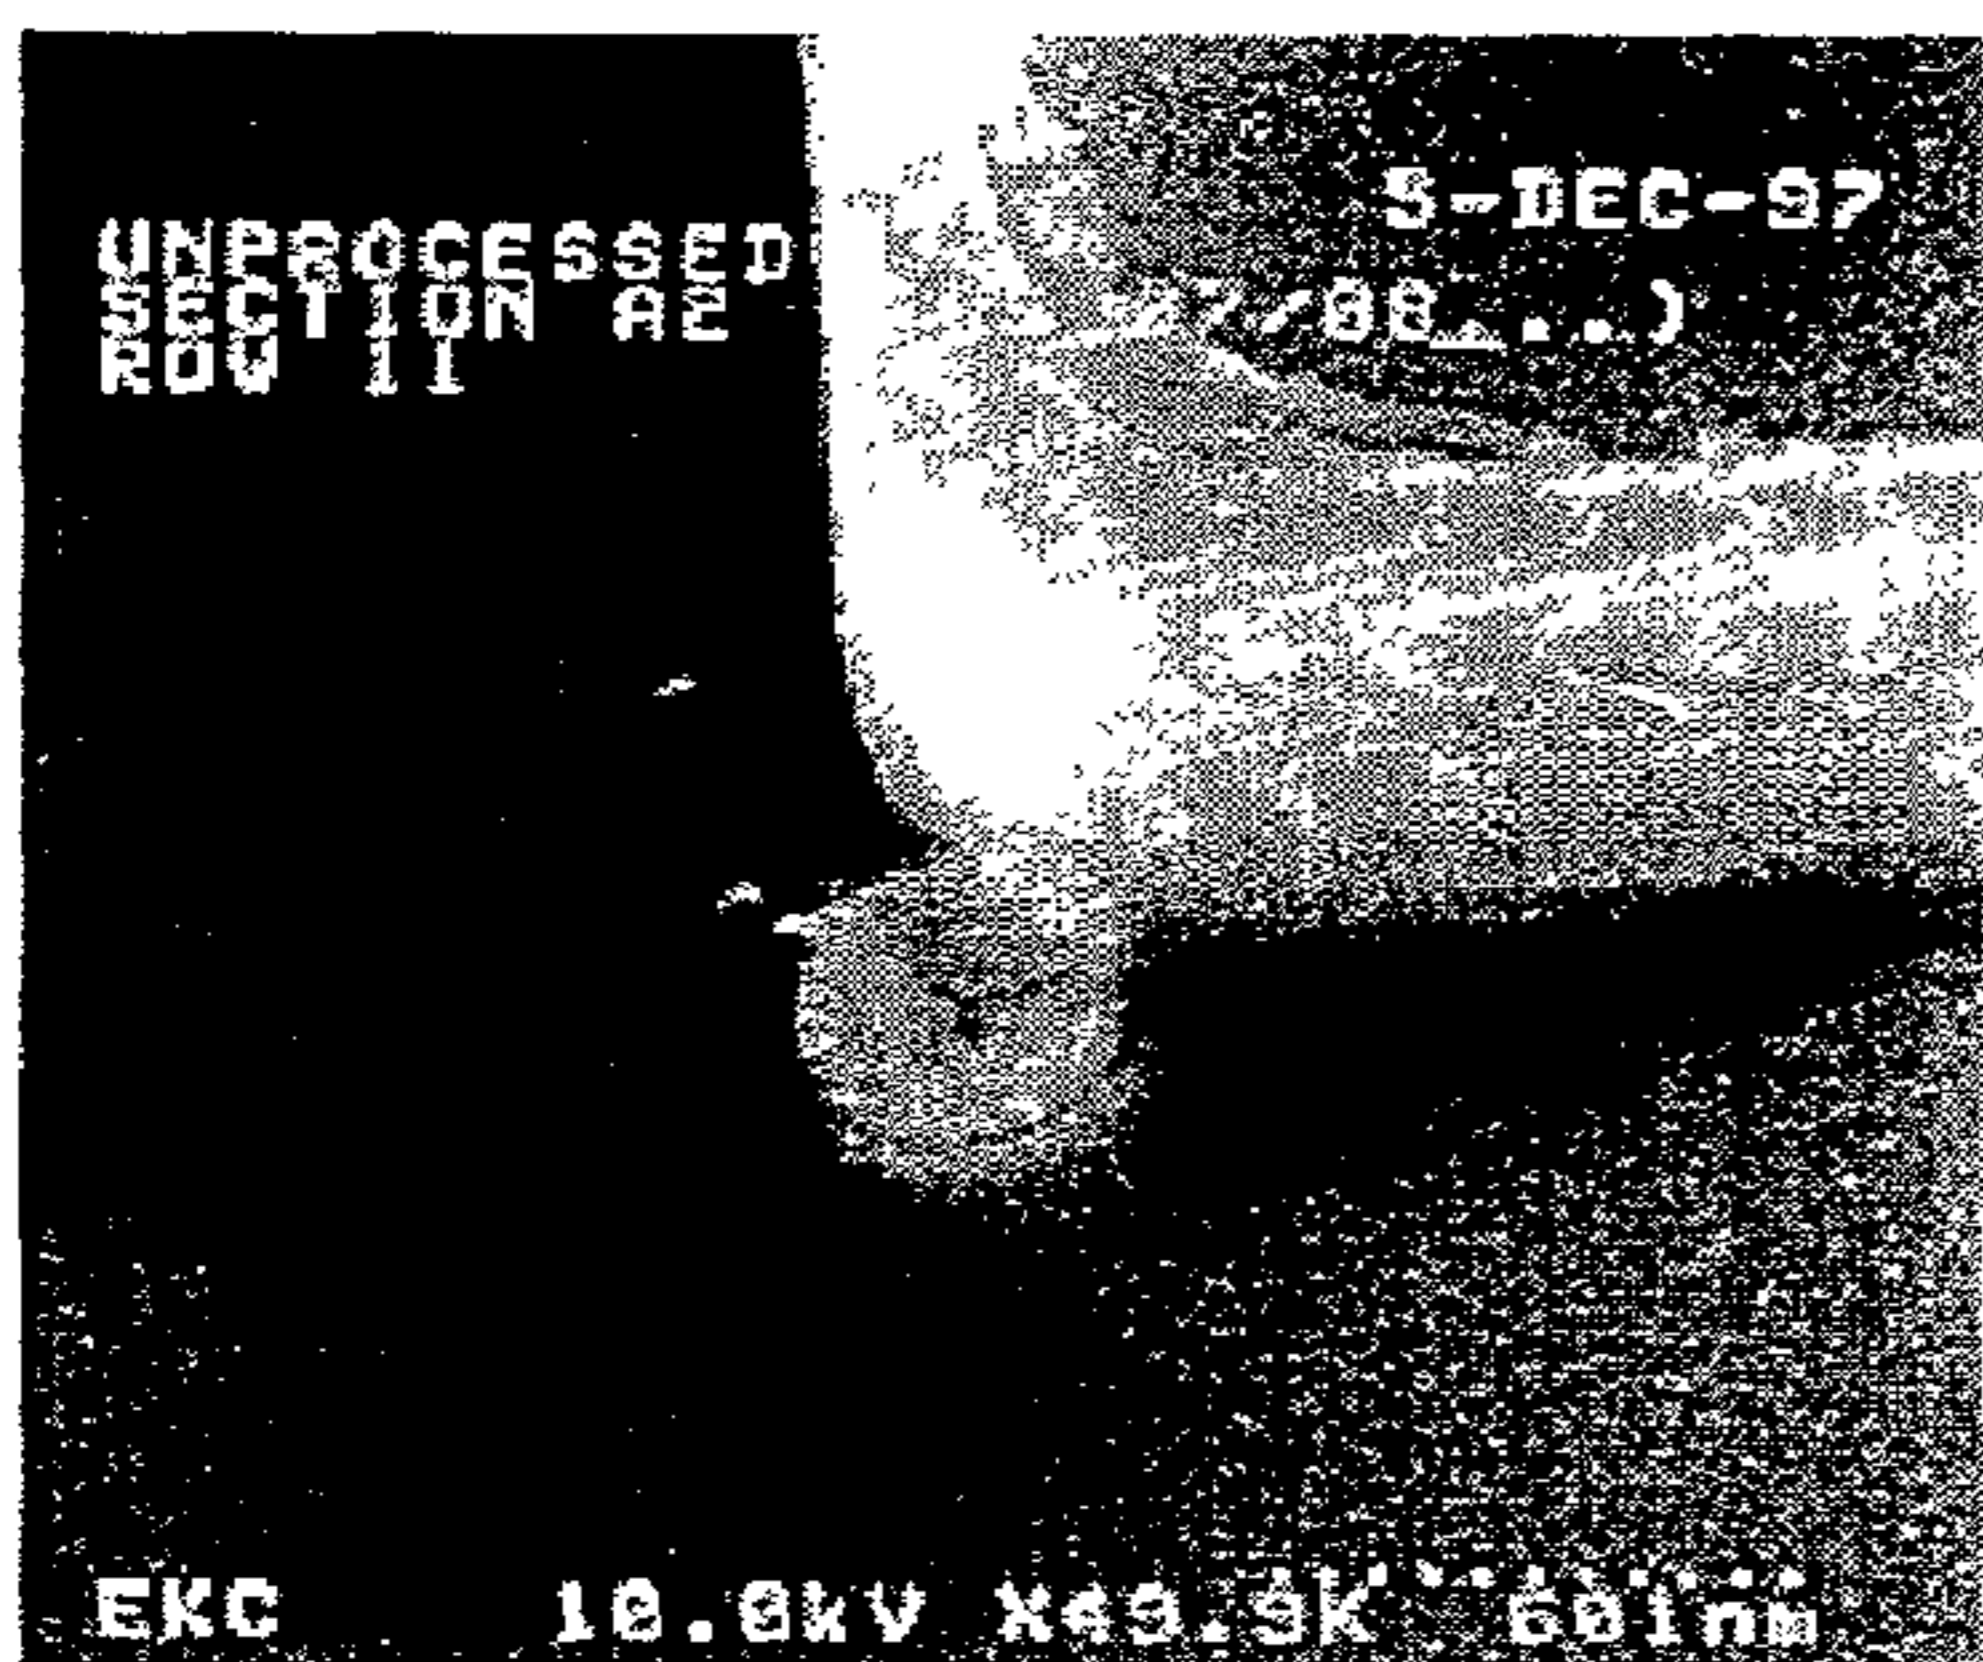 UNPROCESSED
SECTION A2
ROW 11
5-DEC-97
EKC 10.0kV X49.9K 601nm